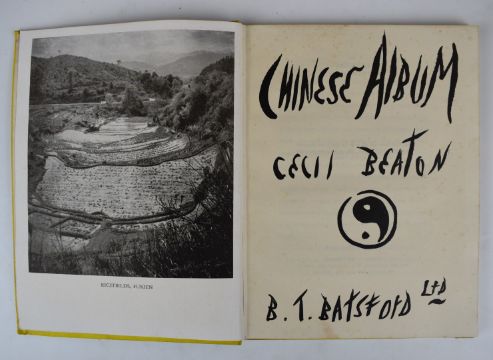 RICEFIELDS, FUKIEN
CHINESE ALBUM
CECIL BEATON
B. T. BATSFORD LTD